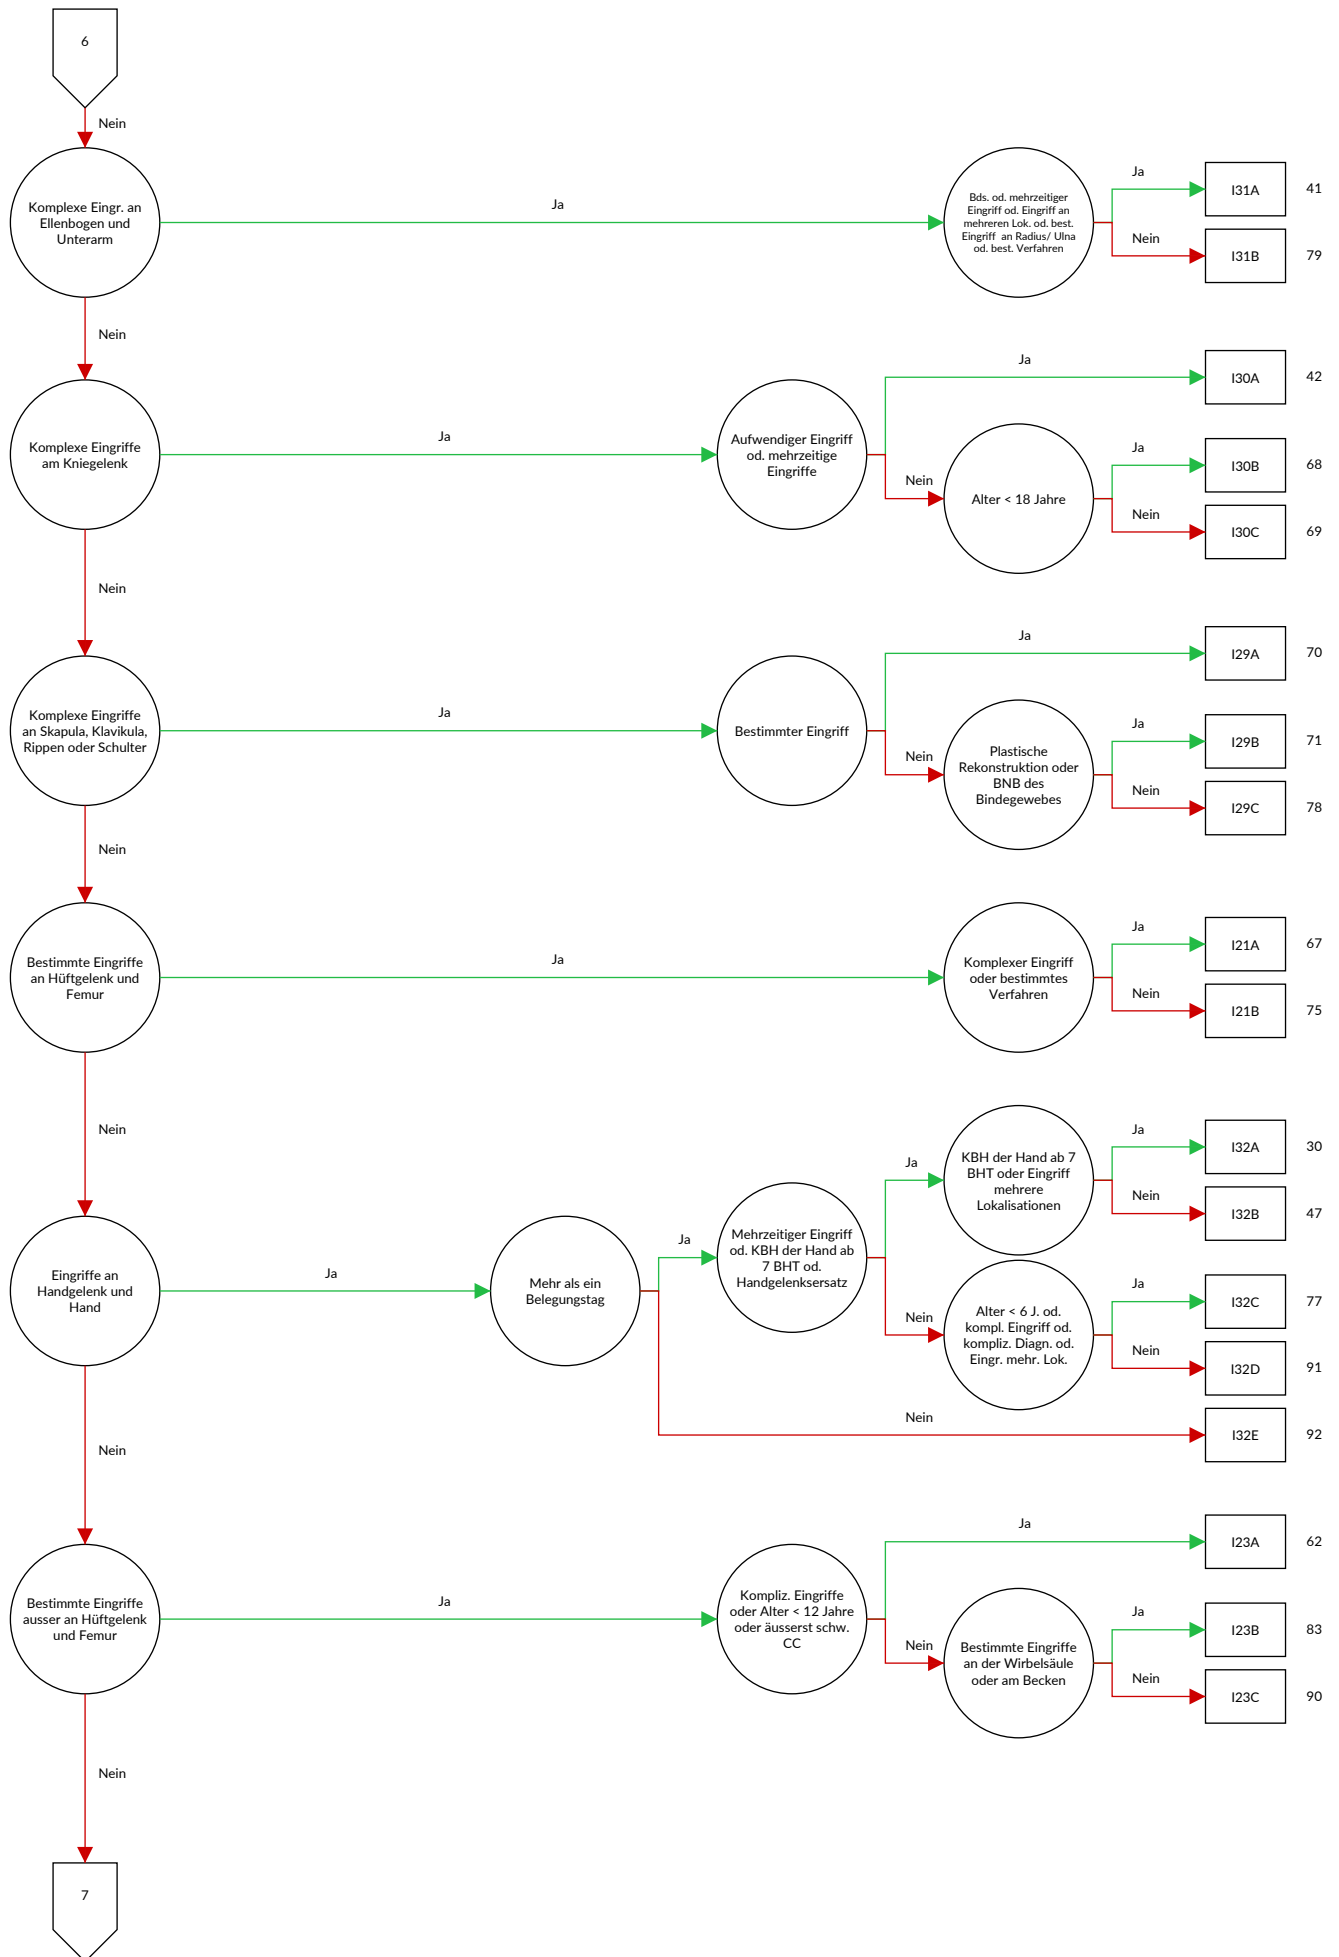 6
Nein
Komplexe Eingr. an
Ellenbogen und
Unterarm
Ja
Bds. od. mehrzeitiger
Eingriff od. Eingriff an
mehreren Lok. od. best.
Eingriff an Radius/ Ulna
od. best. Verfahren
Ja
I31A
41
Nein
I31B
79
Nein
Komplexe Eingriffe
am Kniegelenk
Ja
Aufwendiger Eingriff
od. mehrzeitige
Eingriffe
Ja
I30A
42
Nein
Alter < 18 Jahre
Ja
I30B
68
Nein
I30C
69
Nein
Komplexe Eingriffe
an Skapula, Klavikula,
Rippen oder Schulter
Ja
Bestimmter Eingriff
Ja
I29A
70
Nein
Plastische
Rekonstruktion oder
BNB des
Bindegewebes
Ja
I29B
71
Nein
I29C
78
Nein
Bestimmte Eingriffe
an Hüftgelenk und
Femur
Ja
Komplexer Eingriff
oder bestimmtes
Verfahren
Ja
I21A
67
Nein
I21B
75
Nein
Eingriffe an
Handgelenk und
Hand
Ja
Mehr als ein
Belegungstag
Ja
Mehrzeitiger Eingriff
od. KBH der Hand ab
7 BHT od.
Handgelenksersatz
Ja
KBH der Hand ab 7
BHT oder Eingriff
mehrere
Lokalisationen
Ja
I32A
30
Nein
I32B
47
Nein
Alter < 6 J. od.
kompl. Eingriff od.
kompliz. Diagn. od.
Eingr. mehr. Lok.
Ja
I32C
77
Nein
I32D
91
Nein
I32E
92
Nein
Bestimmte Eingriffe
ausser an Hüftgelenk
und Femur
Ja
Kompliz. Eingriffe
oder Alter < 12 Jahre
oder äusserst schw.
CC
Ja
I23A
62
Nein
Bestimmte Eingriffe
an der Wirbelsäule
oder am Becken
Ja
I23B
83
Nein
I23C
90
Nein
7